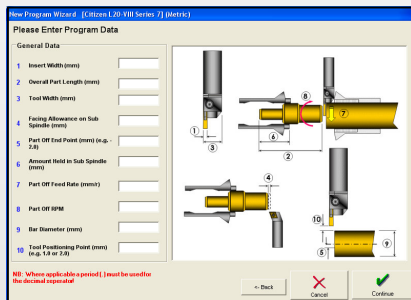 New Program Wizard [Citizen L20-VIII Series 7] (Metric)
Please Enter Program Data
General Data
1 Insert Width (mm)
2 Overall Part Length (mm)
3 Tool Width (mm)
4 Facing Allowance on Sub
Spindle (mm)
5 Part Off End Point (mm) (e.g. -
2.0)
6 Amount Held in Sub Spindle
(mm)
7 Part Off Feed Rate (mm/r)
8 Part Off RPM
9 Bar Diameter (mm)
10 Tool Positioning Point (mm)
(e.g. 1.0 or 2.0)
NB: Where applicable a period (.) must be used for
the decimal seperator!
1
3
8
7
6
2
4
10
5
9
<- Back
Cancel
Continue